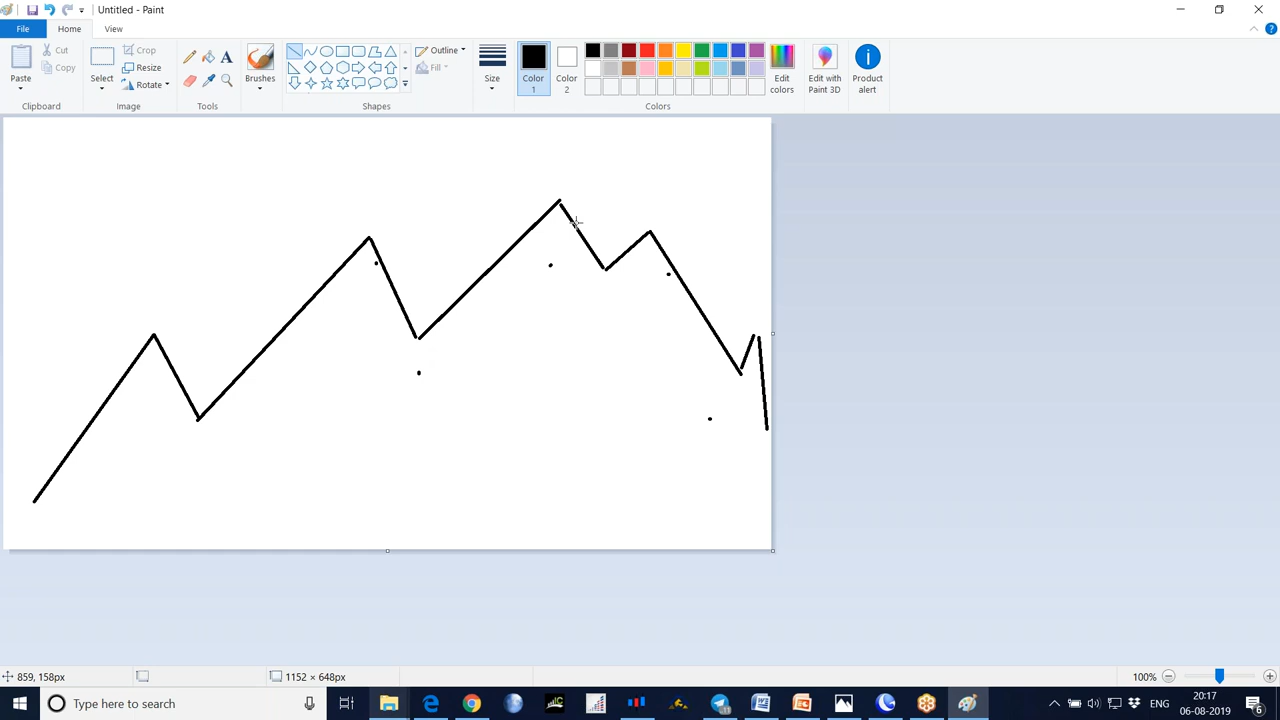 Untitled - Paint
File Home View
Paste
Cut
Copy
Clipboard
Select
Crop
Resize
Rotate
Image
A
Tools
Brushes
Outline
Fill
Shapes
Size
Color 1
Color 2
Edit colors
Colors
Edit with Paint 3D
Product alert
859, 158px
1152 × 648px
100%
Type here to search
ENG
20:17
06-08-2019
6